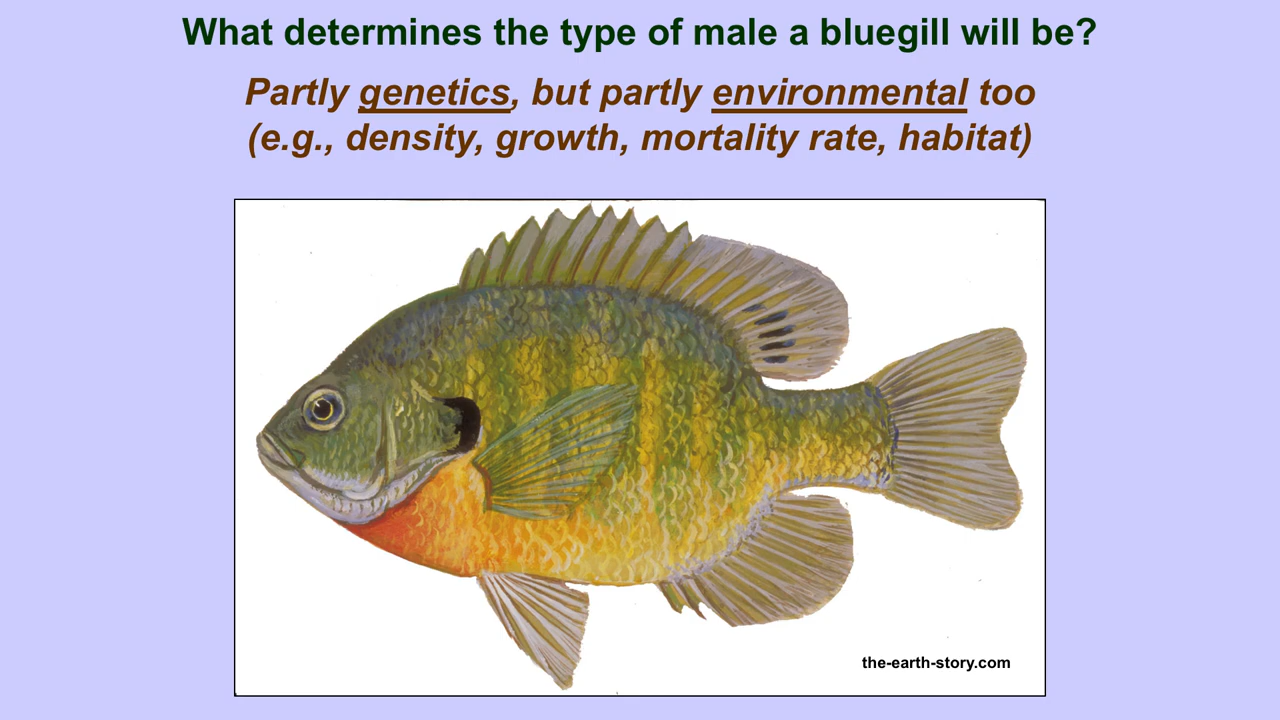 What determines the type of male a bluegill will be?
Partly genetics, but partly environmental too
(e.g., density, growth, mortality rate, habitat)
the-earth-story.com